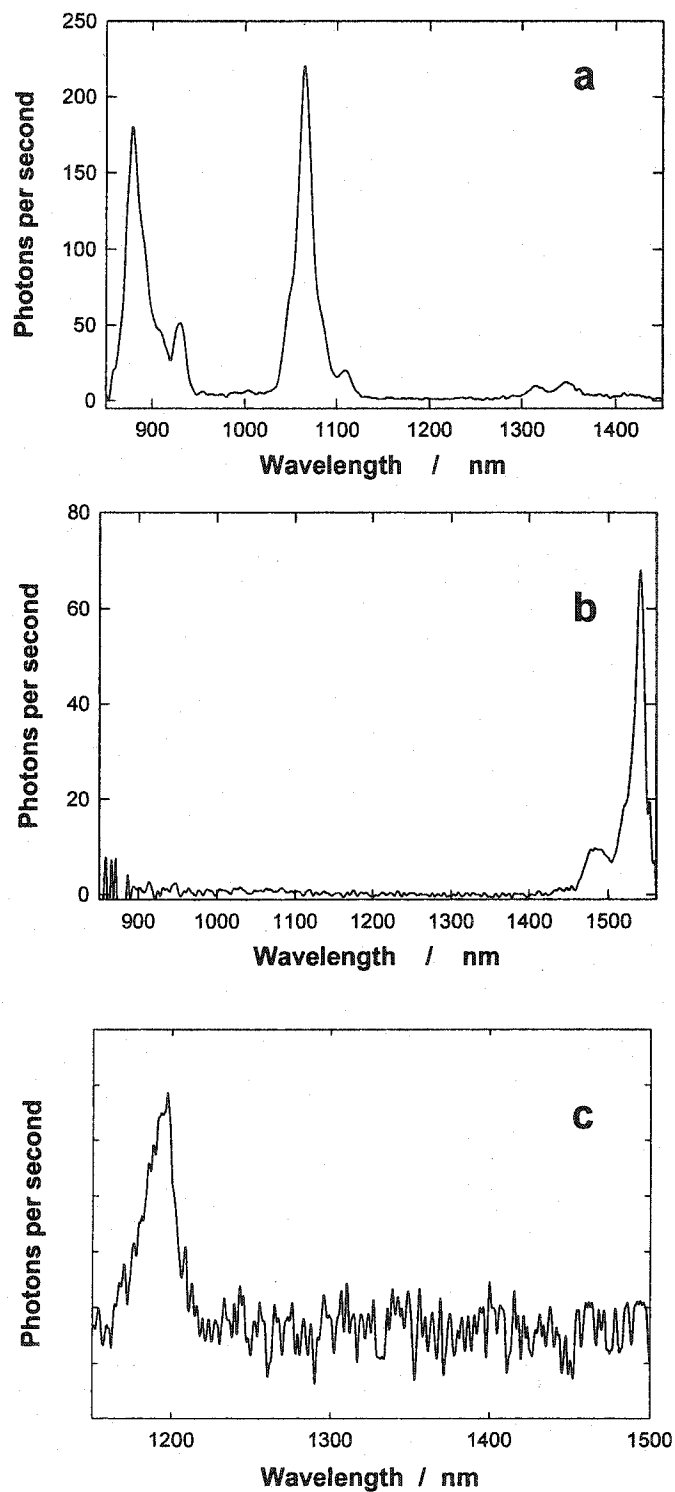 250
200
150
100
50
0
Photons per second
a
900 1000 1100 1200 1300 1400
Wavelength / nm
80
60
40
20
0
Photons per second
b
900 1000 1100 1200 1300 1400 1500
Wavelength / nm
Photons per second
c
1200 1300 1400 1500
Wavelength / nm